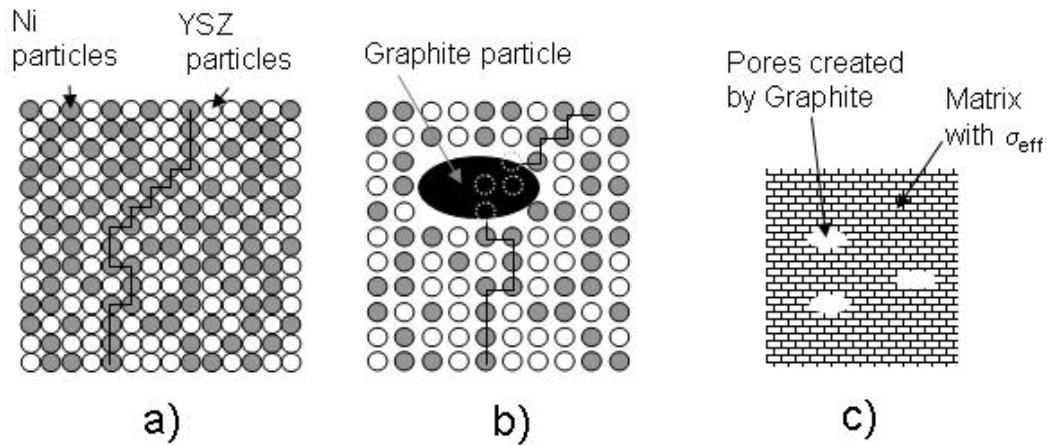 Ni
particles
YSZ
particles
Graphite particle
Pores created
by Graphite
Matrix
with σeff
a)
b)
c)